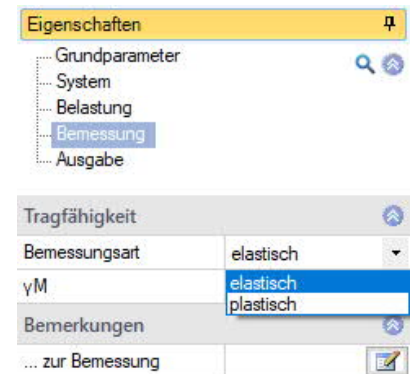 Eigenschaften
Grundparameter
System
Belastung
Bemessung
Ausgabe
Tragfähigkeit
Bemessungsart elastisch
γM elastisch
plastisch
Bemerkungen
... zur Bemessung